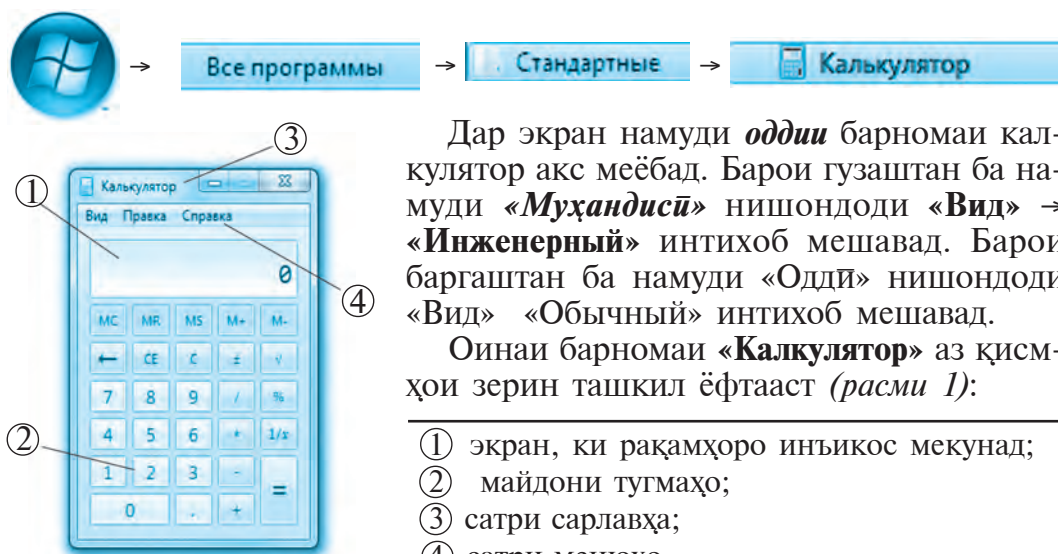 → Все программы → Стандартные → Калькулятор
Дар экран намуди оддии барномаи кал-
кулятор акс меёбад. Барои гузаштан ба на-
муди «Муҳандисӣ» нишондоди «Вид» →
«Инженерный» интихоб мешавад. Барои
баргаштан ба намуди «Оддӣ» нишондоди
«Вид» «Обычный» интихоб мешавад.
Оинаи барномаи «Калкулятор» аз қисм-
ҳои зерин ташкил ёфтааст (расми 1):
① экран, ки рақамҳоро инъикос мекунад;
② майдони тугмаҳо;
③ сатри сарлавҳа;
③
①
Калькулятор
Вид Правка Справка
0
④
MC MR MS M+ M-
← CE C ± √
7 8 9 / %
4 5 6 * 1/x
②
1 2 3 - =
0 . +